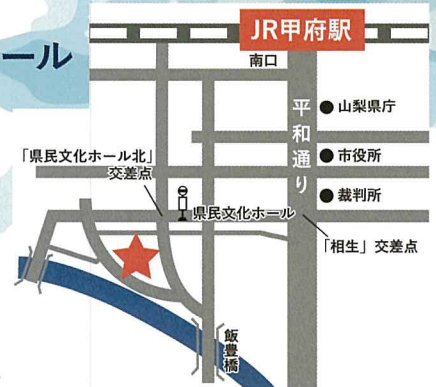 JR甲府駅
南口
ール
平和通り
山梨県庁
市役所
裁判所
「県民文化ホール北」
交差点
県民文化ホール
「相生」交差点
飯豊橋